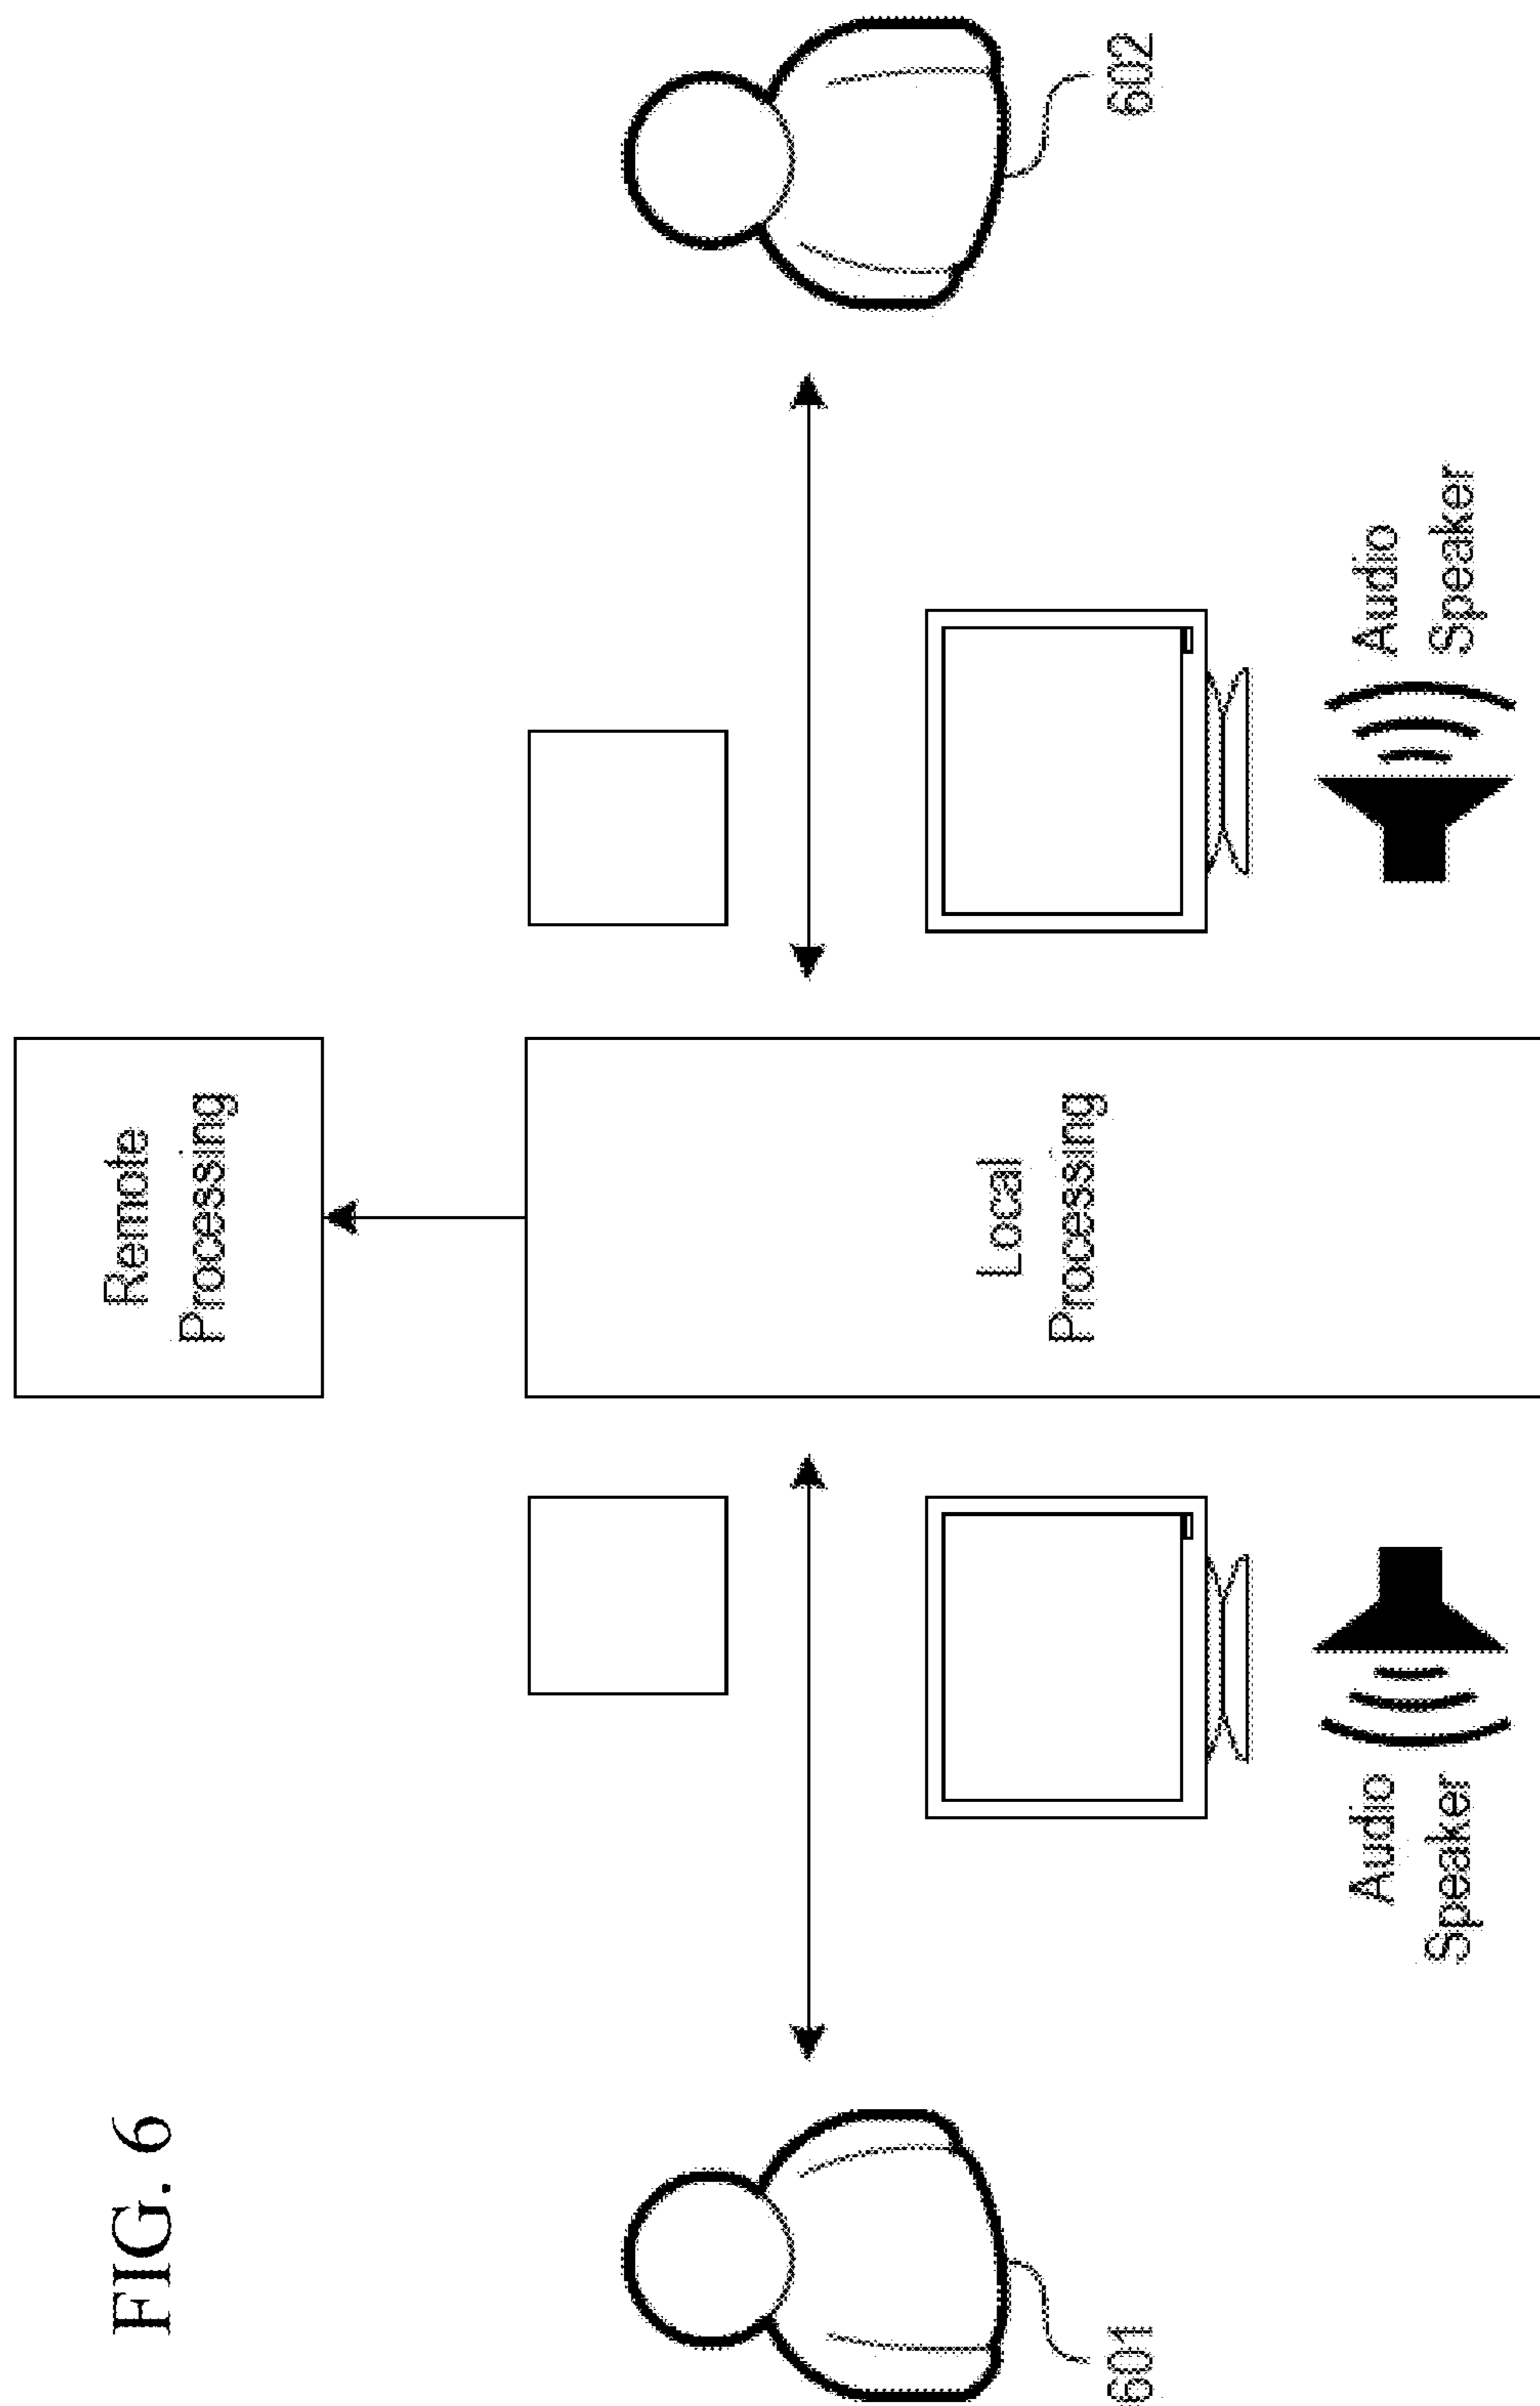 FIG. 6
Remote
Processing
Local
Processing
Audio
Speaker
Audio
Speaker
601
602